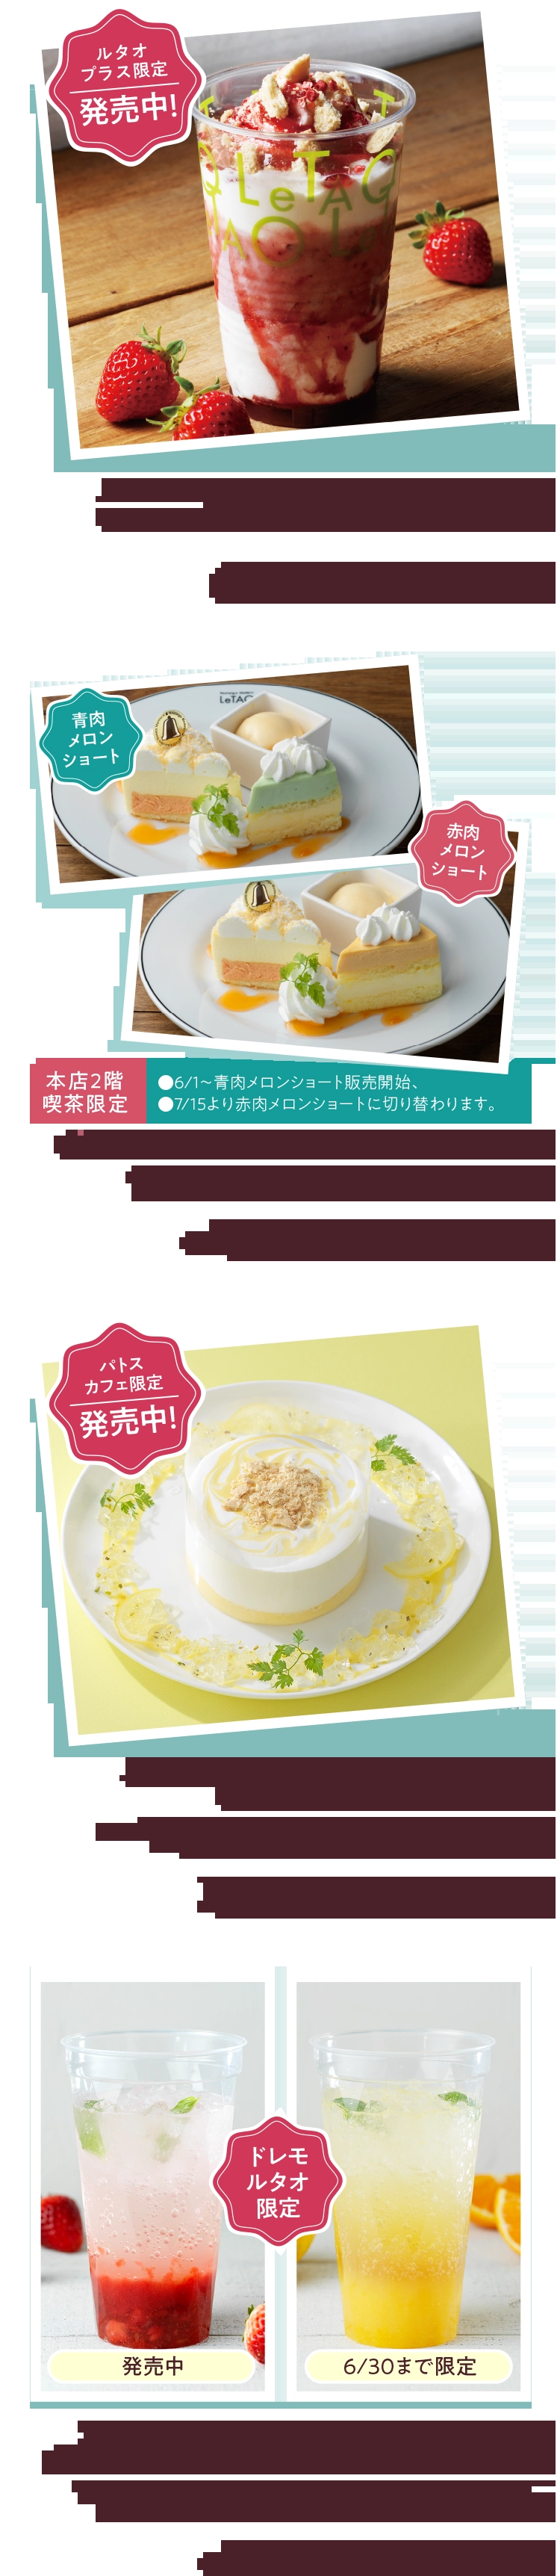 ルタオ
プラス限定
発売中!
LeTAO
LeTAO
青肉
メロン
ショート
赤肉
メロン
ショート
本店2階
喫茶限定
●6/1~青肉メロンショート販売開始、
●7/15より赤肉メロンショートに切り替わります。
パトス
カフェ限定
発売中!
ドレモ
ルタオ
限定
発売中
6/30まで限定